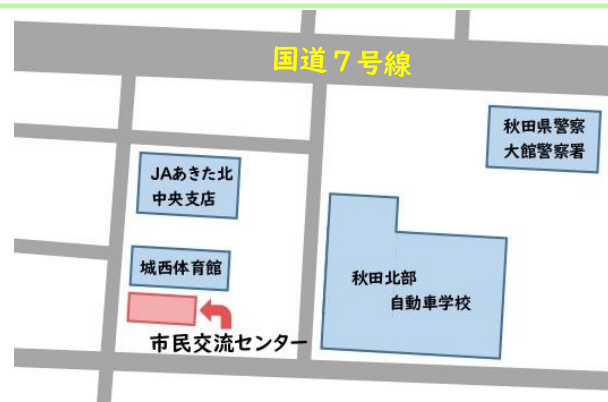 国道７号線
秋田県警察
大館警察署
JAあきた北
中央支店
城西体育館
秋田北部
自動車学校
市民交流センター